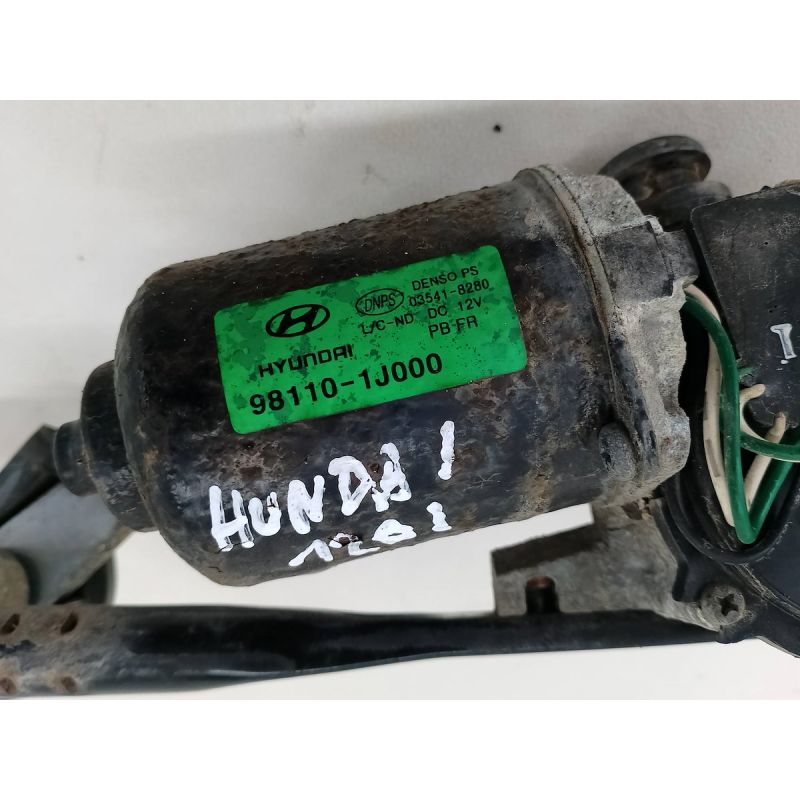 DENSO PS
DNPS 03541-8280
L/C-ND DC 12V
PB FR
HYUNDAI
98110-1J000
HUNDAI